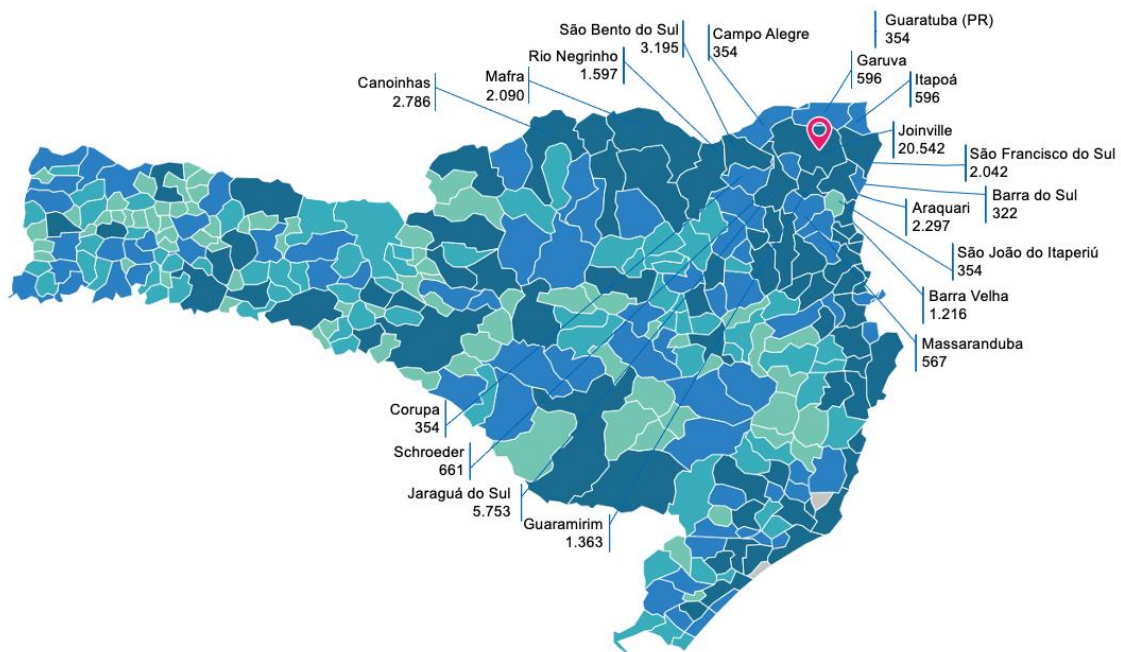 Guaratuba (PR)
354
São Bento do Sul
3.195
Campo Alegre
354
Rio Negrinho
1.597
Garuva
596
Mafra
2.090
Itapoá
596
Canoinhas
2.786
Joinville
20.542
São Francisco do Sul
2.042
Barra do Sul
322
Araquari
2.297
São João do Itaperiú
354
Barra Velha
1.216
Massaranduba
567
Corupa
354
Schroeder
661
Jaraguá do Sul
5.753
Guaramirim
1.363